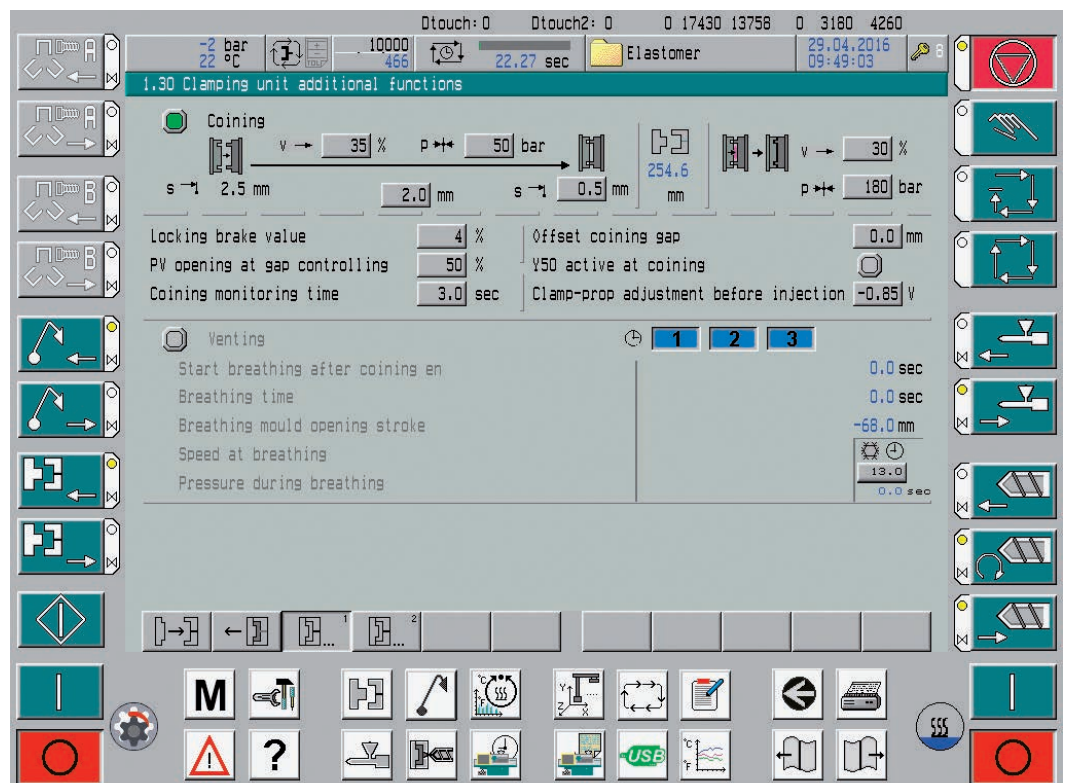 Dtouch: 0 Dtouch2: 0 0 17430 13758 0 3180 4260
-2 bar
22 °C
10000
466
22.27 sec
Elastomer
29.04.2016
09:49:03
8
1.30 Clamping unit additional functions
A
A
B
B
Coining
v 35 % p 50 bar
254.6
mm
v 30 %
s 2.5 mm 2.0 mm s 0.5 mm
p 180 bar
Locking brake value 4 %
Offset coining gap 0.0 mm
PV opening at gap controlling 50 %
Y50 active at coining
Coining monitoring time 3.0 sec
Clamp-prop adjustment before injection -0.85 V
Venting 1 2 3
Start breathing after coining en 0.0 sec
Breathing time 0.0 sec
Breathing mould opening stroke -68.0 mm
Speed at breathing
13.0
Pressure during breathing
0.0 sec
... 1
... 2
M
°C
°F
Y
Z X
?
USB
°C
°F